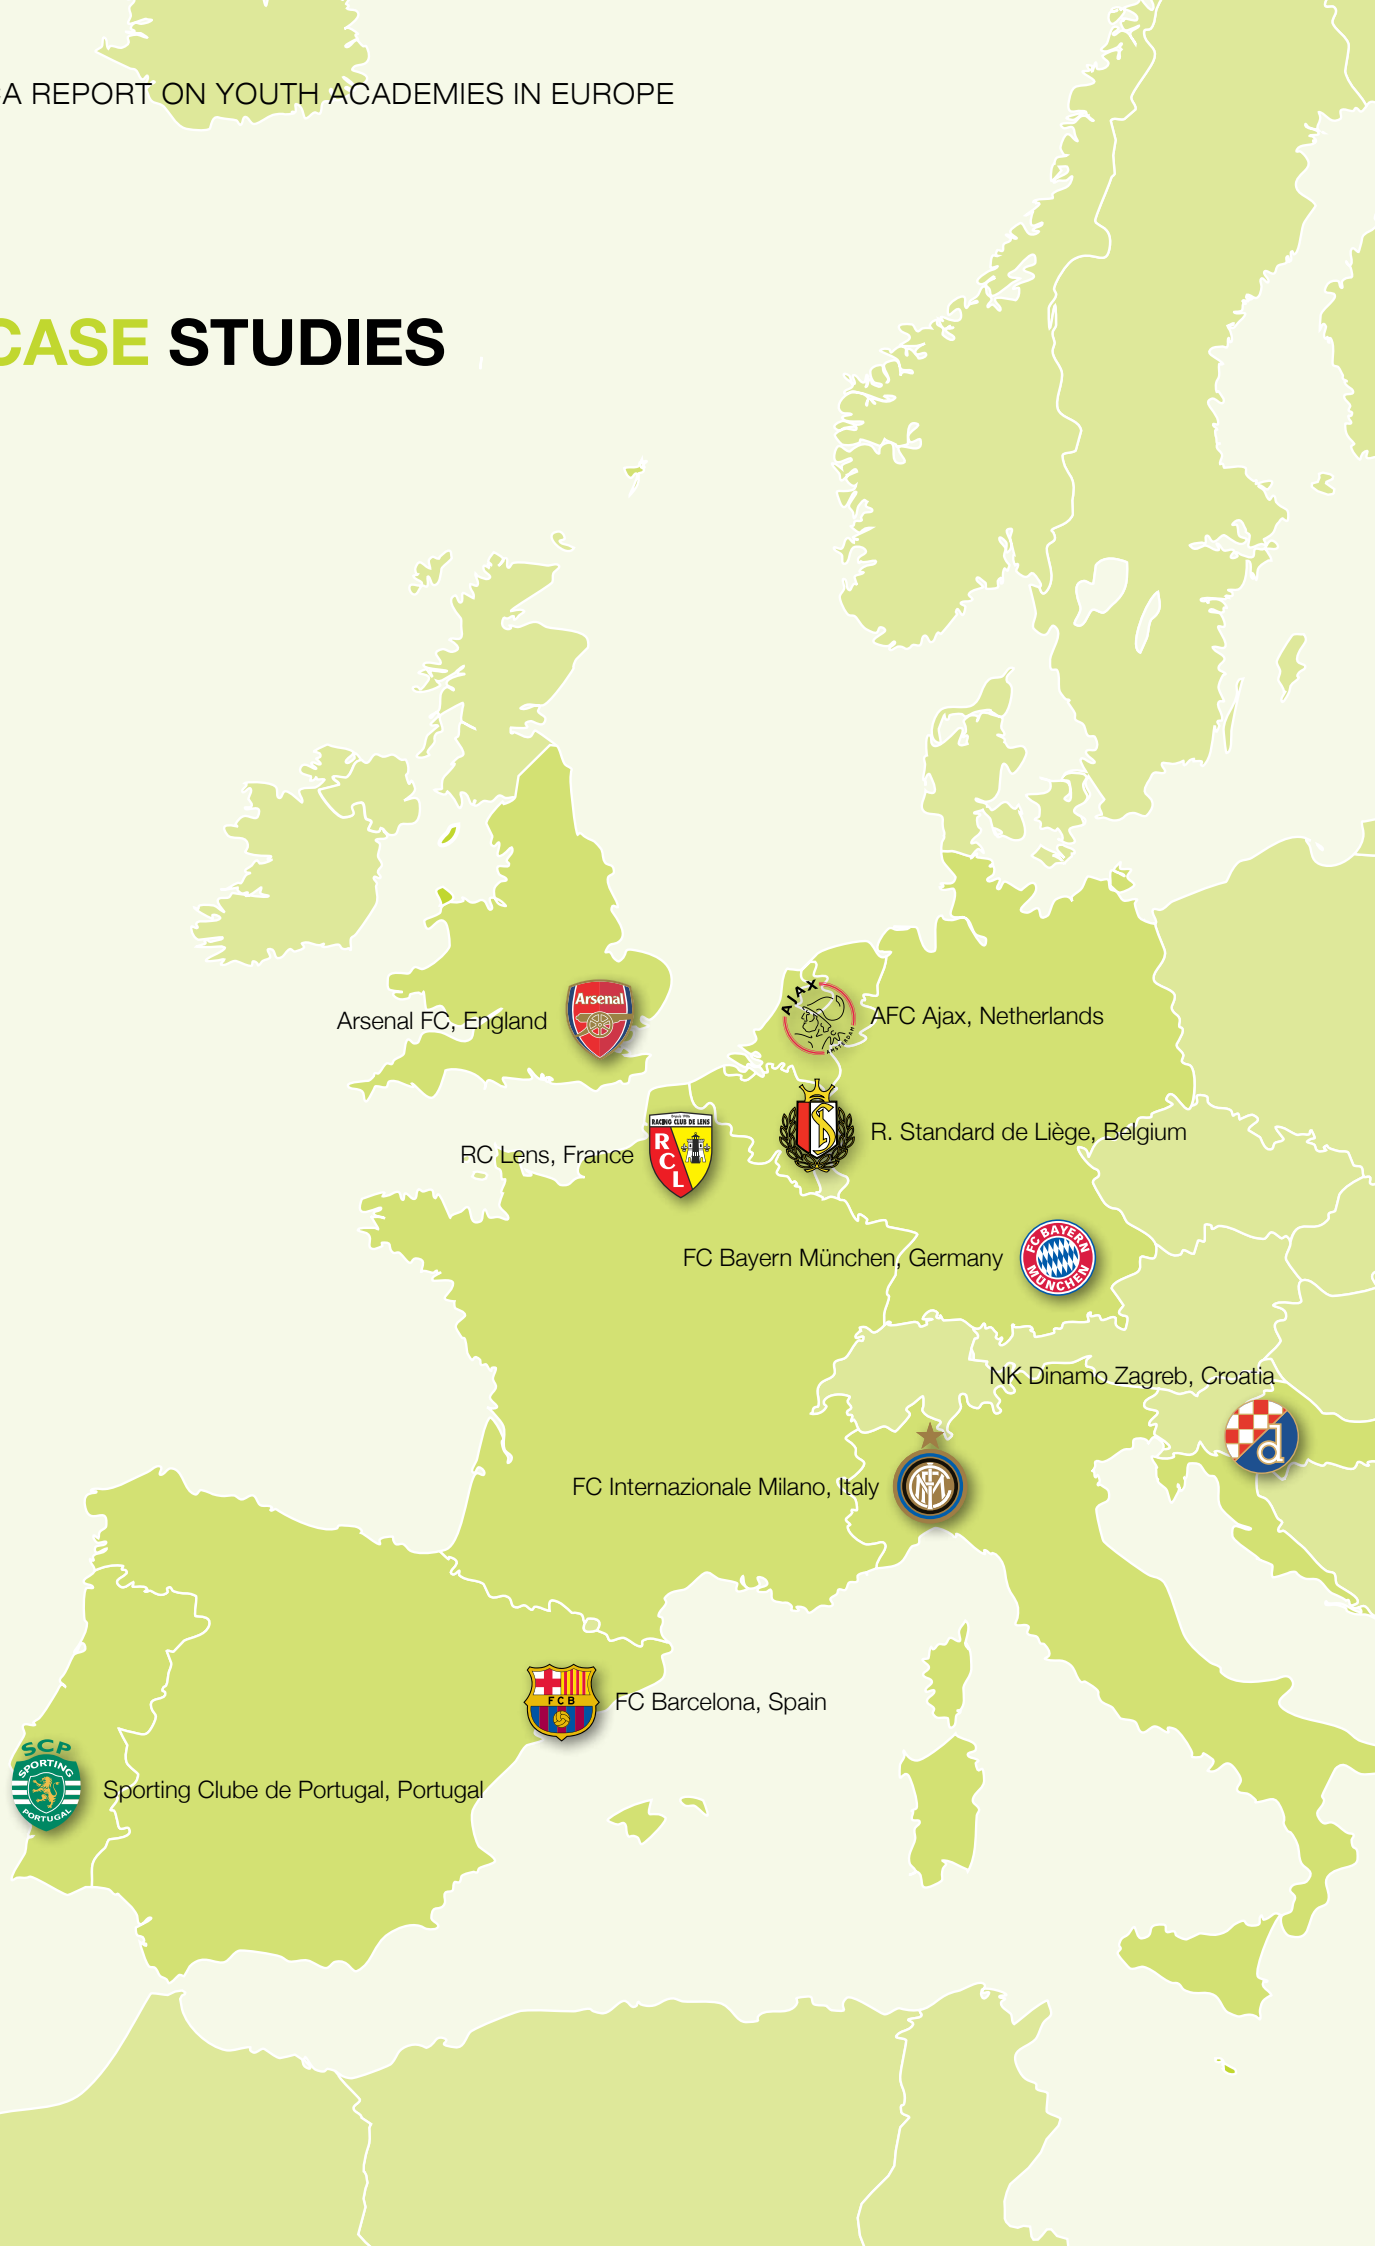 A REPORT ON YOUTH ACADEMIES IN EUROPE
CASE STUDIES
Arsenal
Arsenal FC, England
AJAX
AMSTERDAM
AFC Ajax, Netherlands
RACING CLUB DE LENS
RCL
RC Lens, France
R. Standard de Liège, Belgium
FC Bayern München, Germany
FC BAYERN
MÜNCHEN
NK Dinamo Zagreb, Croatia
d
FC Internazionale Milano, Italy
FCB
FC Barcelona, Spain
SCP
SPORTING
PORTUGAL
Sporting Clube de Portugal, Portugal